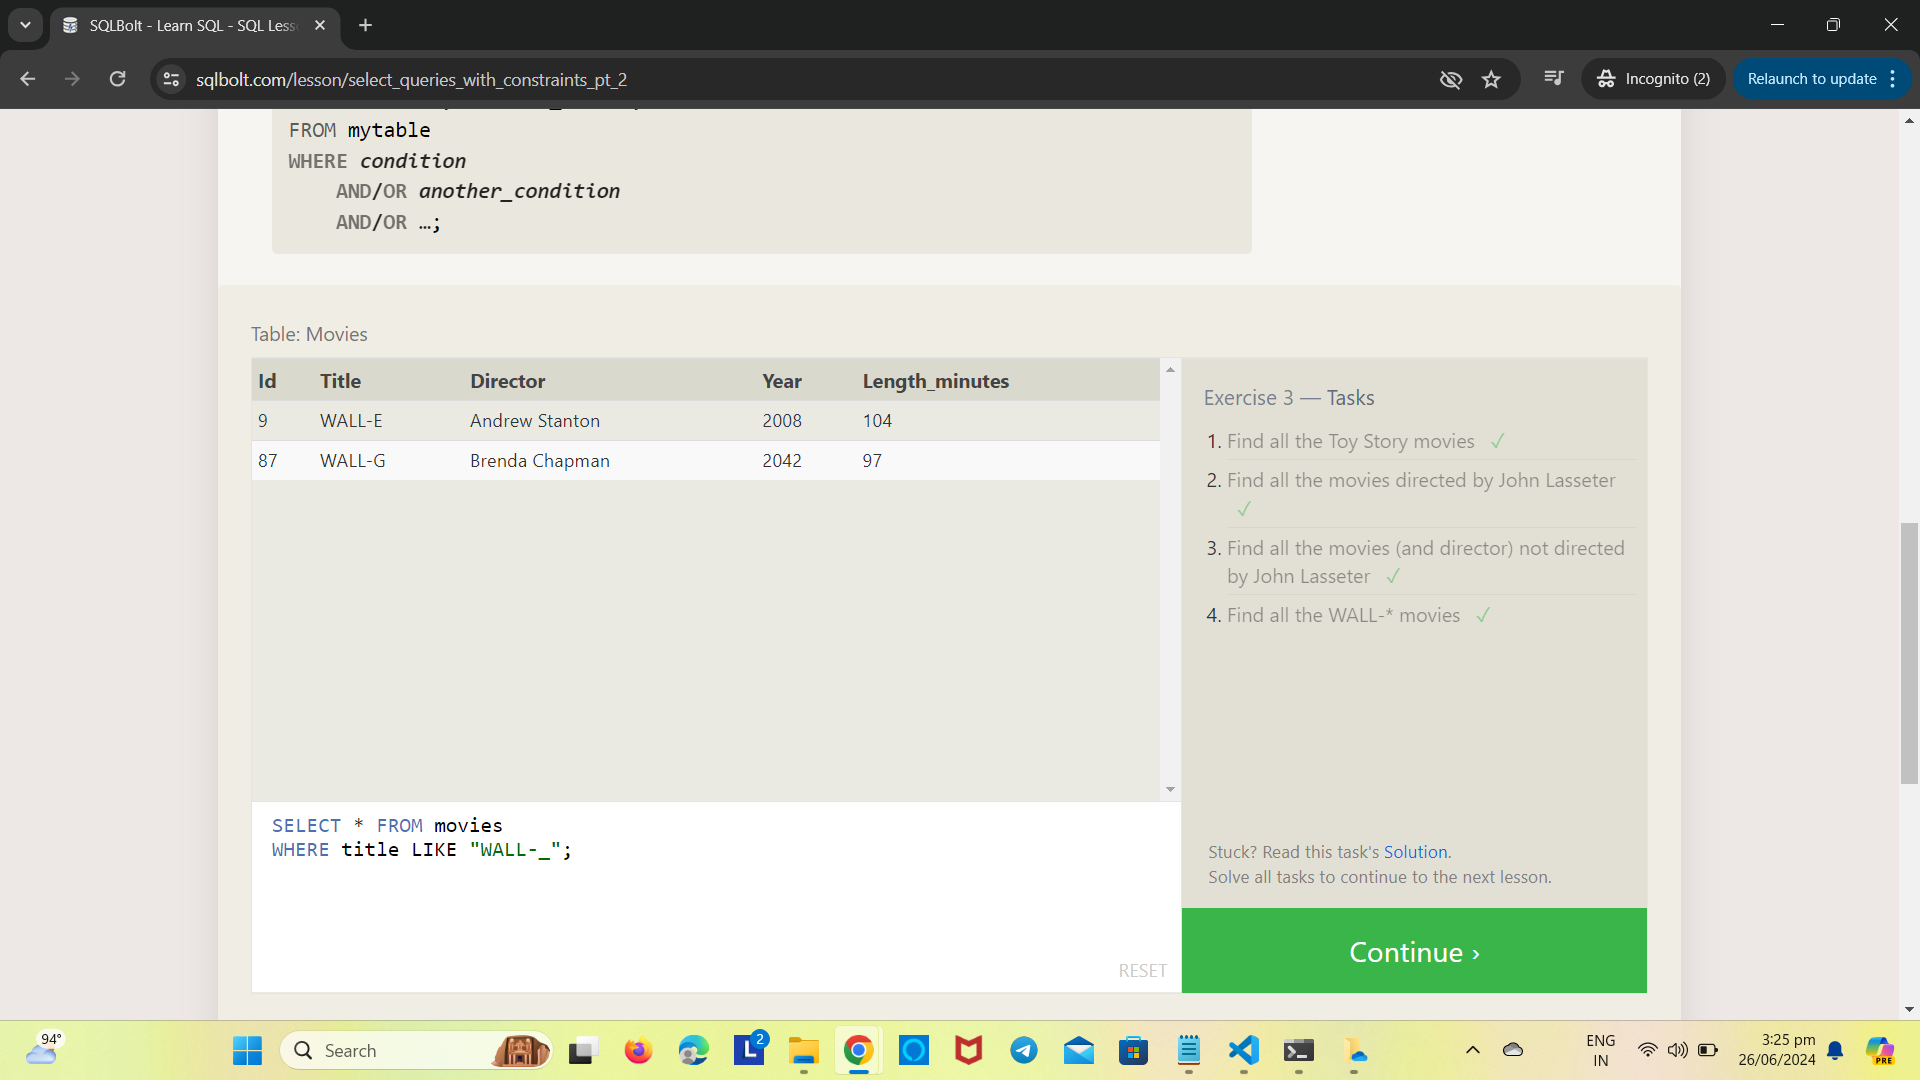 SQLBolt - Learn SQL - SQL Less
sqlbolt.com/lesson/select_queries_with_constraints_pt_2
Incognito (2)
Relaunch to update
FROM mytable
WHERE condition
AND/OR another_condition
AND/OR …;
Table: Movies
Id Title Director Year Length_minutes
9 WALL-E Andrew Stanton 2008 104
87 WALL-G Brenda Chapman 2042 97
Exercise 3 — Tasks
1. Find all the Toy Story movies ✓
2. Find all the movies directed by John Lasseter
✓
3. Find all the movies (and director) not directed
by John Lasseter ✓
4. Find all the WALL-* movies ✓
SELECT * FROM movies
WHERE title LIKE "WALL-_";
RESET
Stuck? Read this task's Solution.
Solve all tasks to continue to the next lesson.
Continue ›
94°
Search
2
ENG
IN
3:25 pm
26/06/2024
PRE